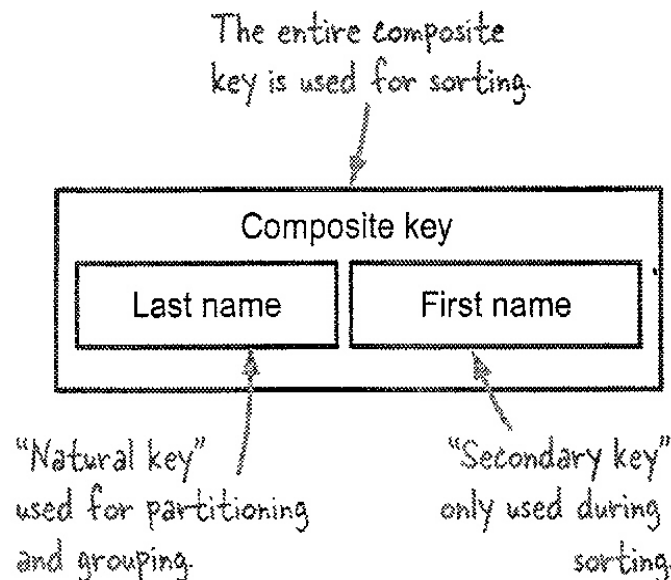 The entire composite
key is used for sorting.
Composite key
Last name
First name
"Natural key"
used for partitioning
and grouping.
"Secondary key"
only used during
sorting